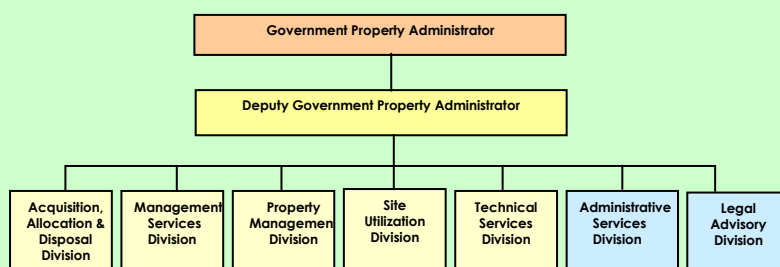 Government Property Administrator
Deputy Government Property Administrator
Acquisition,
Allocation &
Disposal
Division
Management
Services
Division
Property
Managemen
Division
Site
Utilization
Division
Technical
Services
Division
Administrative
Services
Division
Legal
Advisory
Division